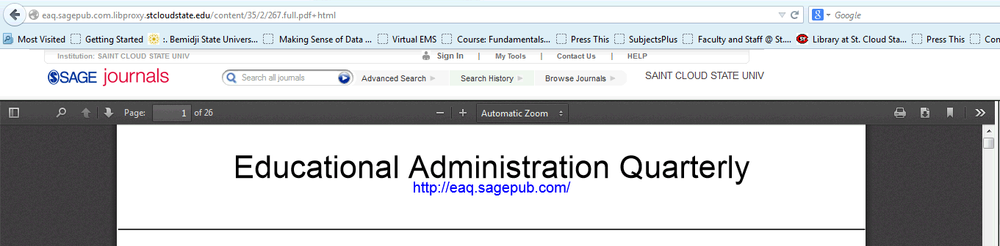 eaq.sagepub.com.libproxy.stcloudstate.edu/content/35/2/267.full.pdf+html Google
Most Visited Getting Started :. Bemidji State Univers... Making Sense of Data ... Virtual EMS Course: Fundamentals... Press This SubjectsPlus Faculty and Staff @ St.... Library at St. Cloud Sta... Press This Con
Institution: SAINT CLOUD STATE UNIV Sign In | My Tools | Contact Us | HELP
SAGE journals Search all journals Advanced Search Search History Browse Journals SAINT CLOUD STATE UNIV
Page: 1 of 26 Automatic Zoom
Educational Administration Quarterly
http://eaq.sagepub.com/